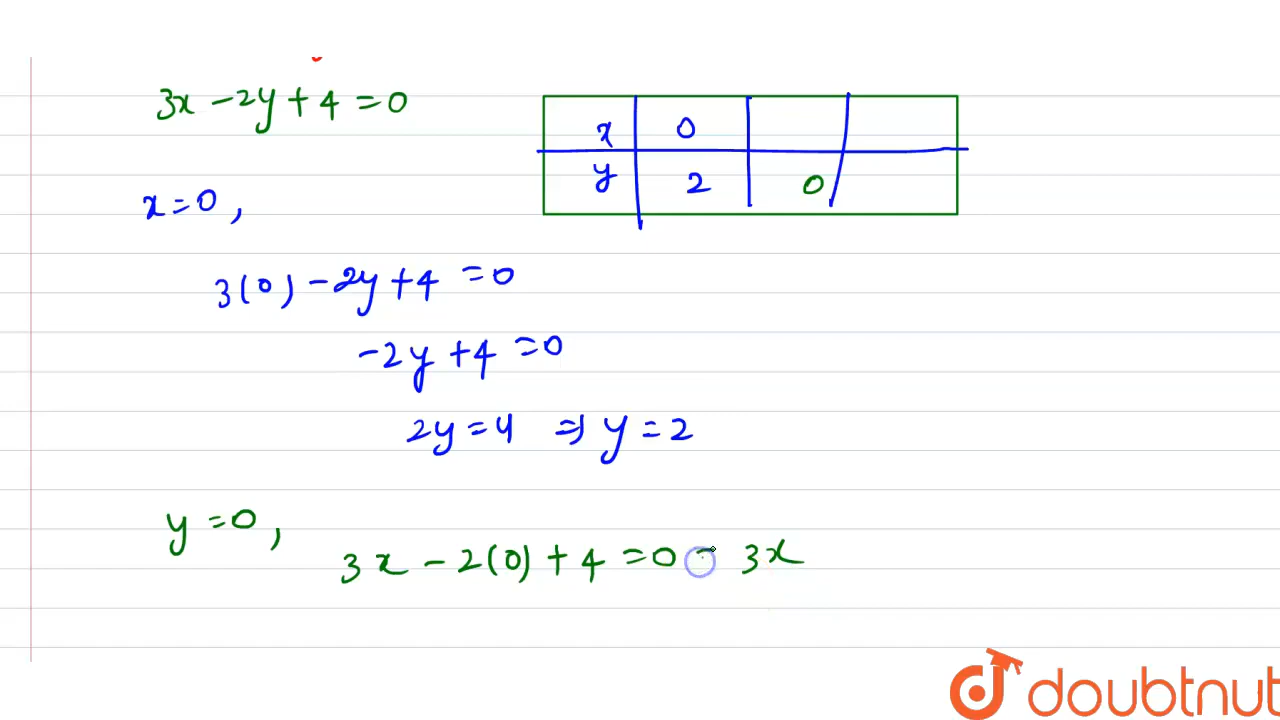 3x - 2y + 4 = 0
x 0
y 2 0
x = 0 ,
3(0) - 2y + 4 = 0
-2y + 4 = 0
2y = 4 ⇒ y = 2
y = 0 ,
3x - 2(0) + 4 = 0 3x
doubtnut